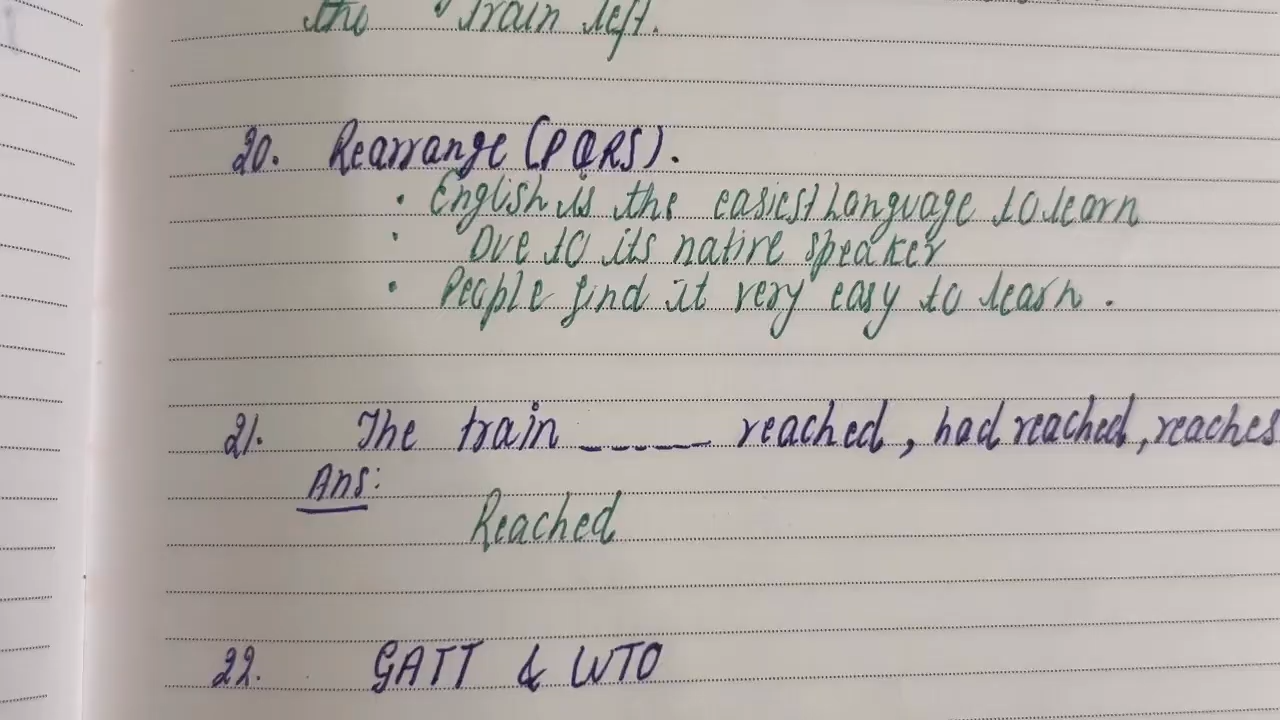 the train left.
20. Rearrange (PQRS).
• English is the easiest language to learn
• Due to its native speaker
• People find it very easy to learn.
21. The train _____ reached, had reached, reaches
Ans:
Reached
22. GATT & WTO